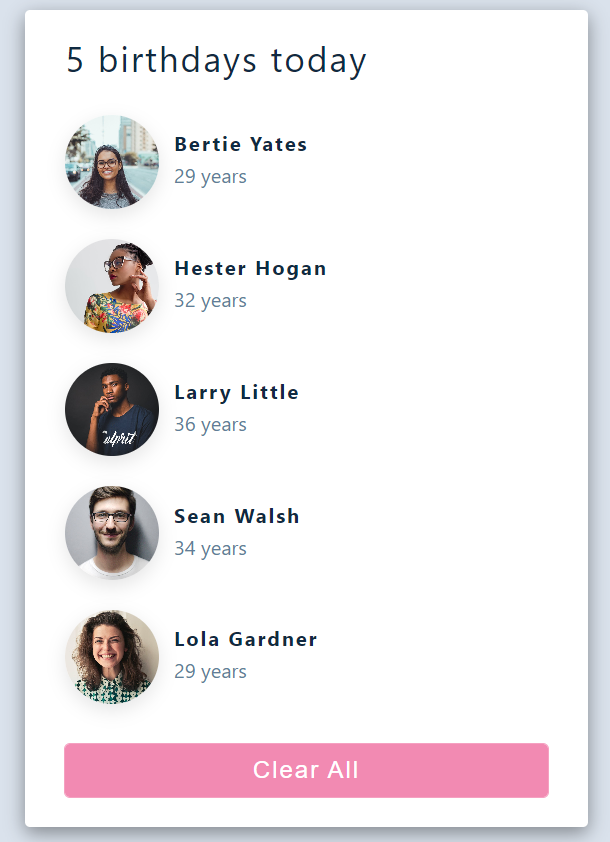 5 birthdays today
Bertie Yates
29 years
Hester Hogan
32 years
Larry Little
36 years
ulprit
Sean Walsh
34 years
Lola Gardner
29 years
Clear All